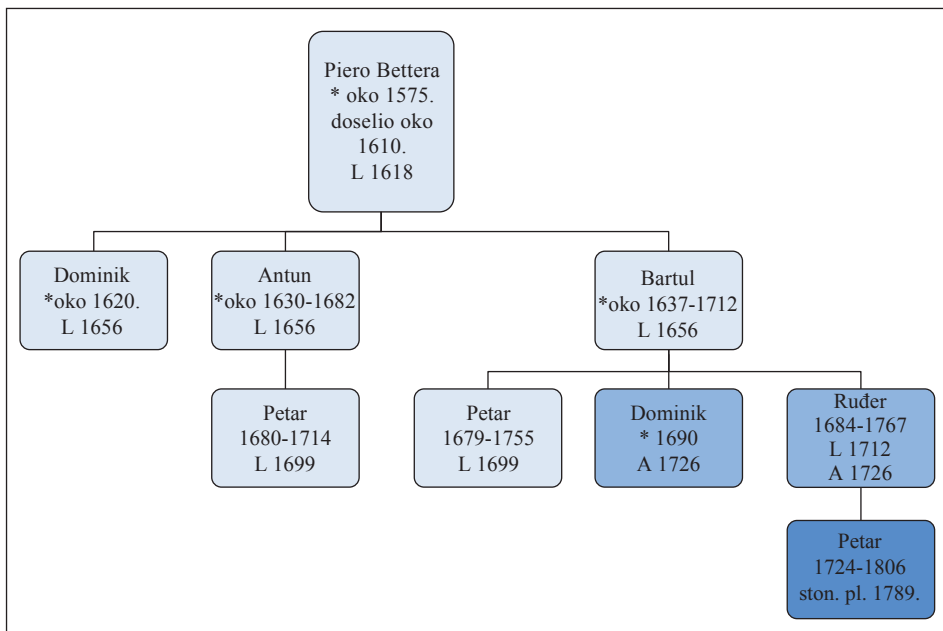 Piero Bettera
* oko 1575.
doselio oko
1610.
L 1618
Dominik
*oko 1620.
L 1656
Antun
*oko 1630-1682
L 1656
Bartul
*oko 1637-1712
L 1656
Petar
1680-1714
L 1699
Petar
1679-1755
L 1699
Dominik
* 1690
A 1726
Ruđer
1684-1767
L 1712
A 1726
Petar
1724-1806
ston. pl. 1789.